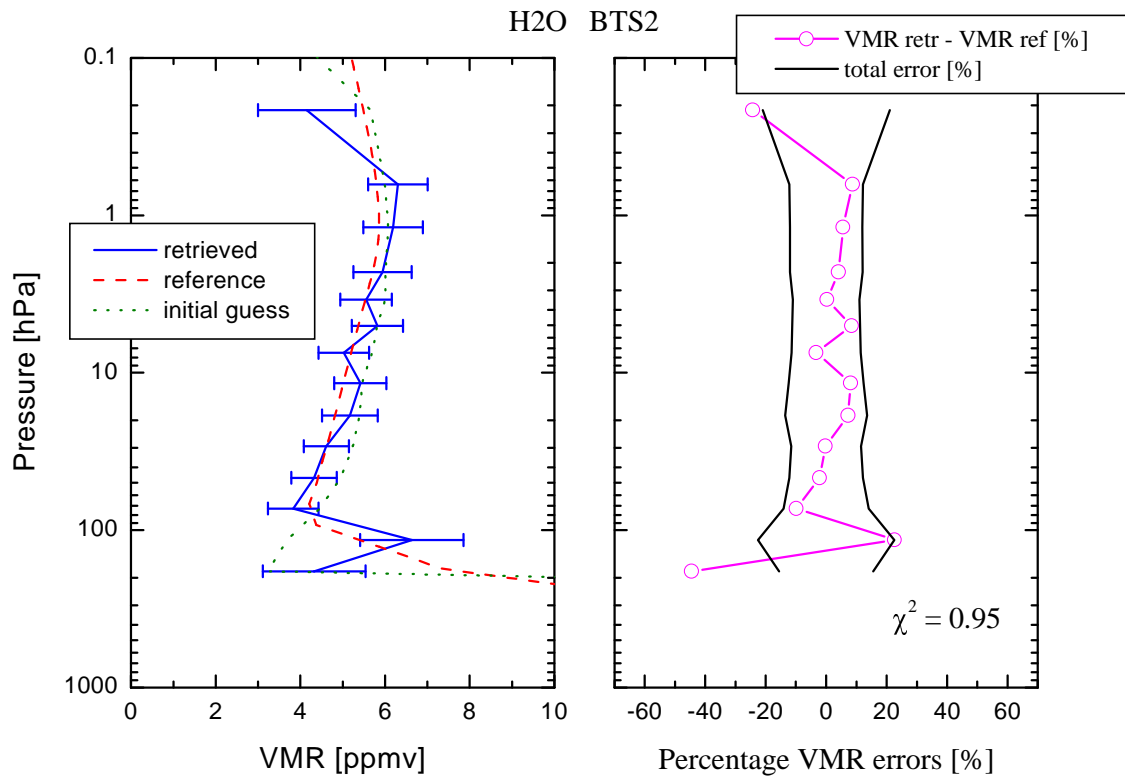 H2O BTS2
VMR retr - VMR ref [%]
total error [%]
0.1
1
10
100
1000
Pressure [hPa]
retrieved
reference
initial guess
χ² = 0.95
0 2 4 6 8 10
VMR [ppmv]
-60 -40 -20 0 20 40 60
Percentage VMR errors [%]